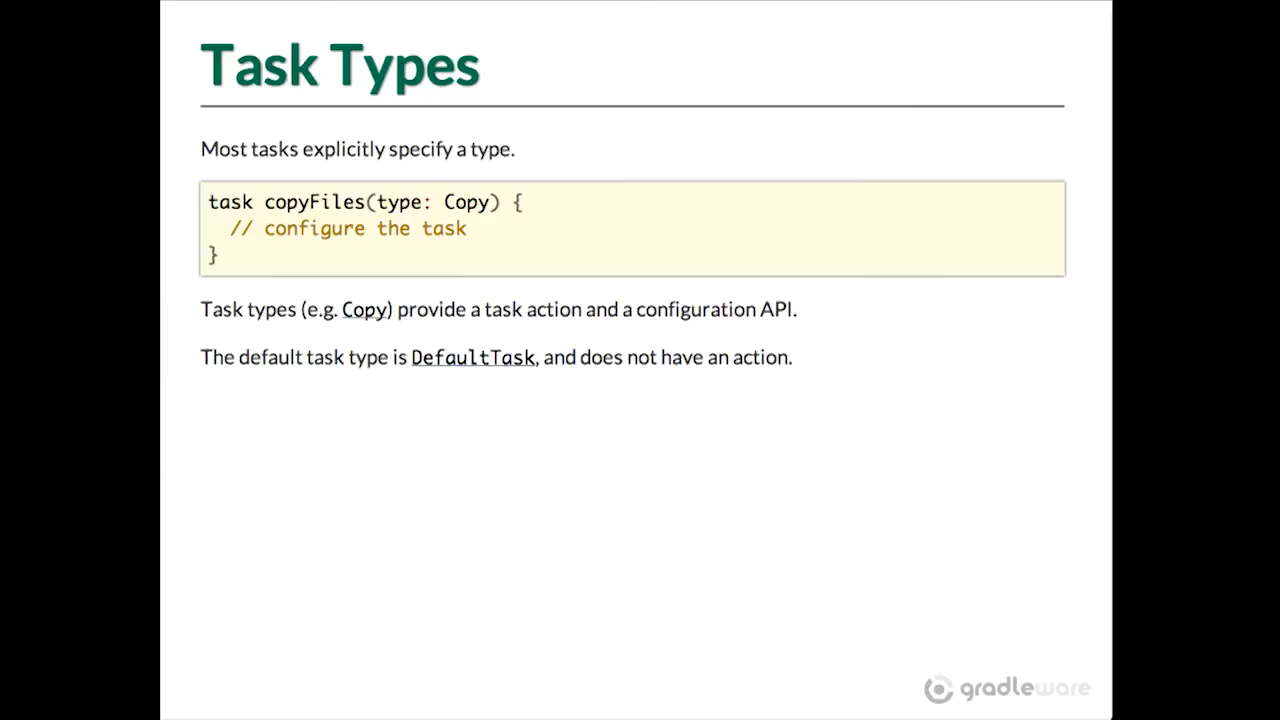 Task Types
Most tasks explicitly specify a type.
task copyFiles(type: Copy) {
  // configure the task
}
Task types (e.g. Copy) provide a task action and a configuration API.
The default task type is DefaultTask, and does not have an action.
gradleware